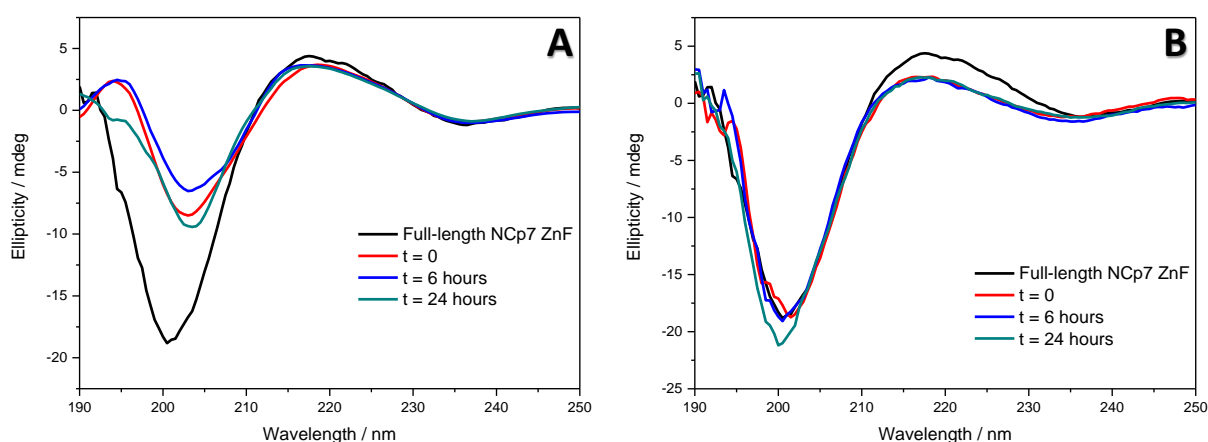 A
5
0
-5
-10
-15
-20
190 200 210 220 230 240 250
Ellipticity / mdeg
Wavelength / nm
Full-length NCp7 ZnF
t = 0
t = 6 hours
t = 24 hours
B
5
0
-5
-10
-15
-20
-25
190 200 210 220 230 240 250
Ellipticity / mdeg
Wavelength / nm
Full-length NCp7 ZnF
t = 0
t = 6 hours
t = 24 hours